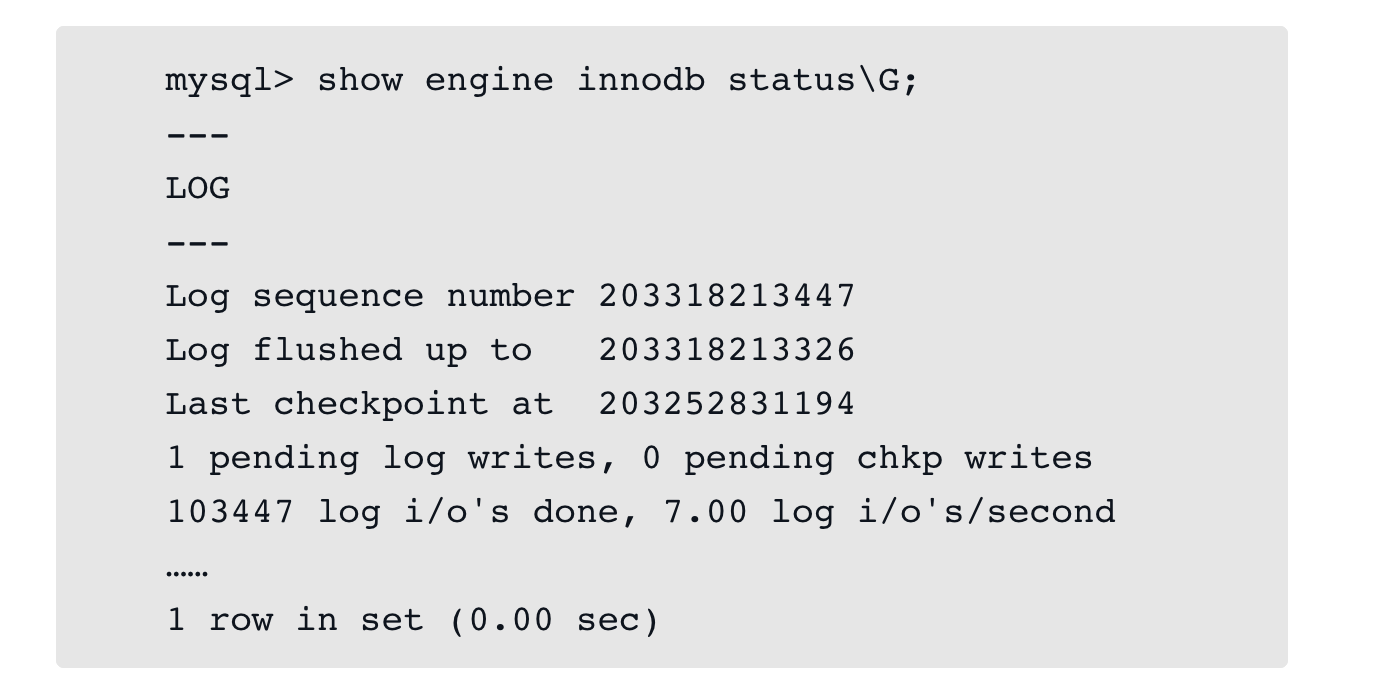 mysql> show engine innodb status\G;
---
LOG
---
Log sequence number 203318213447
Log flushed up to   203318213326
Last checkpoint at  203252831194
1 pending log writes, 0 pending chkp writes
103447 log i/o's done, 7.00 log i/o's/second
……
1 row in set (0.00 sec)